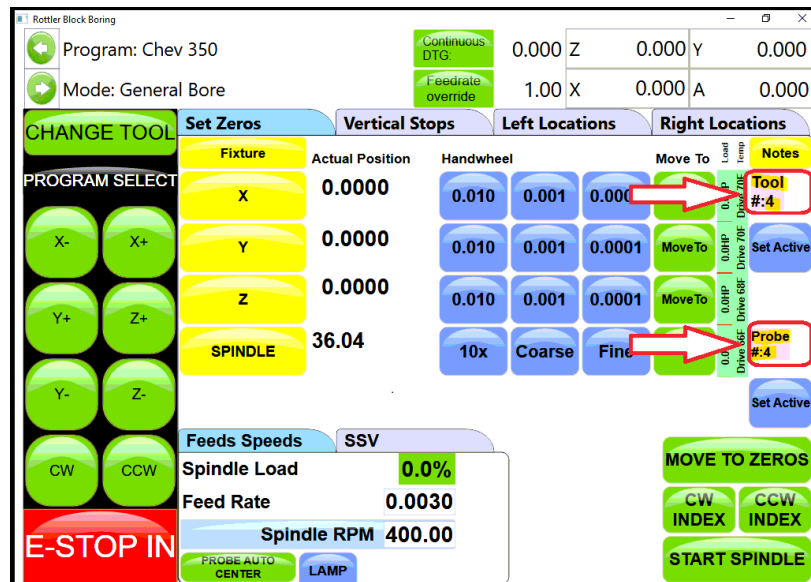 Rottler Block Boring
Program: Chev 350
Continuous DTG: 0.000 Z 0.000 Y 0.000
Mode: General Bore
Feedrate override 1.00 X 0.000 A 0.000
CHANGE TOOL
Set Zeros Vertical Stops Left Locations Right Locations
Fixture Actual Position Handwheel Move To Load Temp Notes
PROGRAM SELECT
X 0.0000 0.010 0.001 Drive 70F Tool #:4
X- X+
Y 0.0000 0.010 0.001 0.0001 MoveTo 0.0HP Drive 70F Set Active
Z 0.0000 0.010 0.001 0.0001 MoveTo 0.0HP Drive 68F
Y+ Z+
SPINDLE 36.04 10x Coarse Fine Probe #:4
Y- Z-
Set Active
Feeds Speeds SSV
CW CCW
Spindle Load 0.0%
MOVE TO ZEROS
Feed Rate 0.0030
CW INDEX CCW INDEX
Spindle RPM 400.00
E-STOP IN
PROBE AUTO CENTER LAMP
START SPINDLE